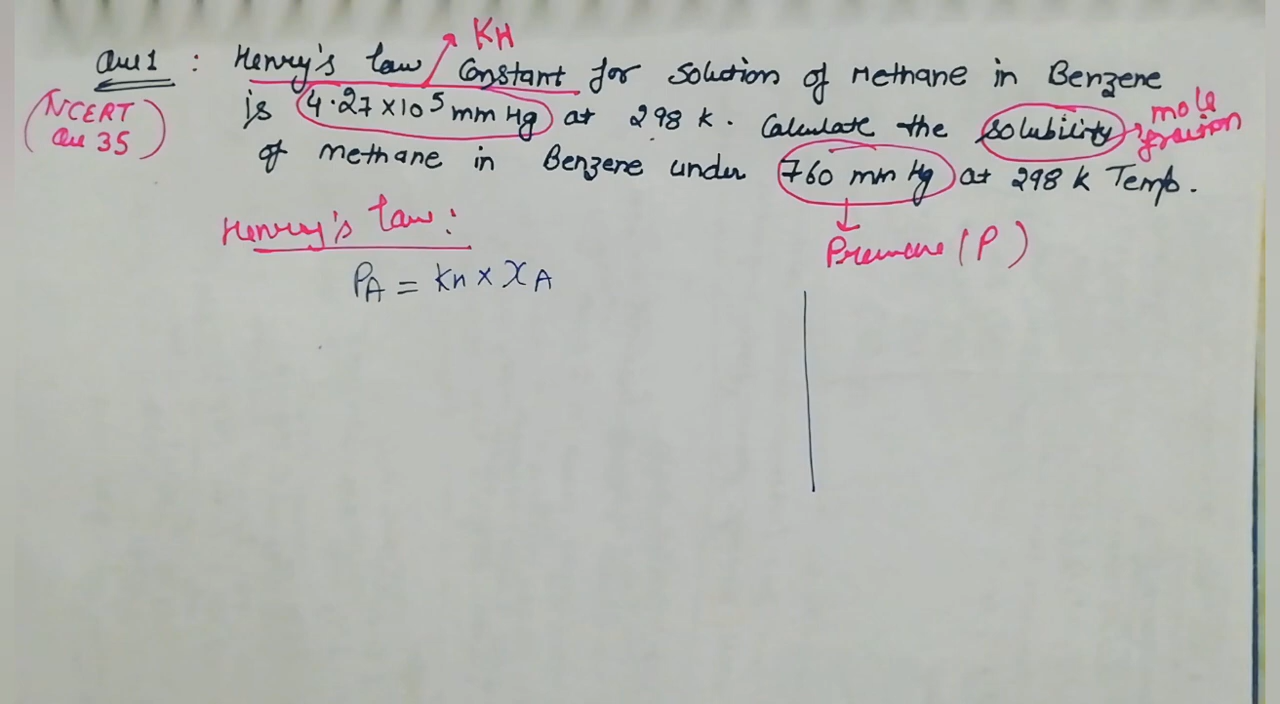 Que 1 : Henry's law Constant for solution of Methane in Benzene
KH
(NCERT
Que 35)
is 4.27 × 10⁵ mm Hg at 298 K. Calculate the solubility
mole
fraction
of methane in Benzene under 760 mm Hg at 298 K Temp.
Henry's law :
Pressure (P)
PA = KH × XA